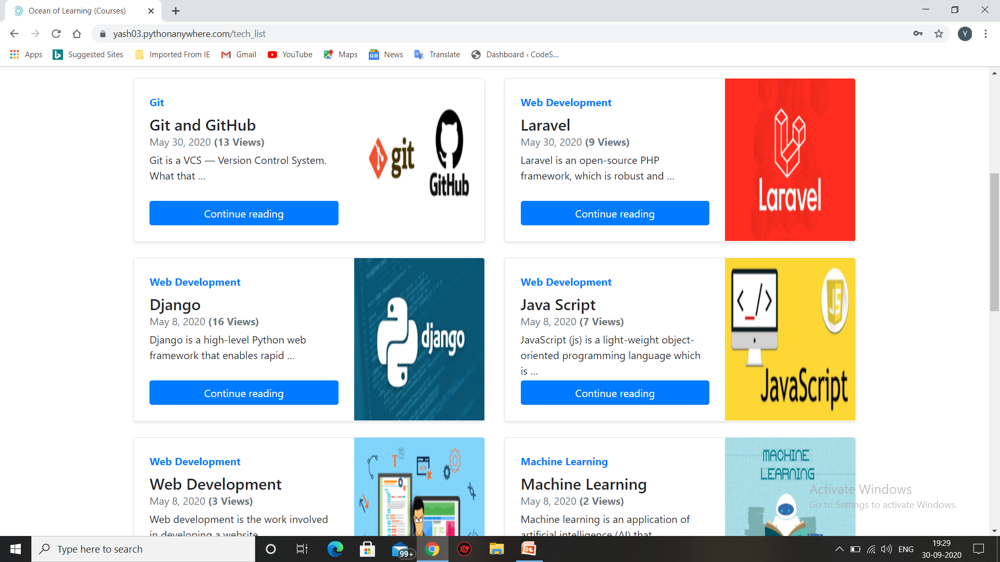 Ocean of Learning (Courses)
yash03.pythonanywhere.com/tech_list
Y
Apps
Suggested Sites
Imported From IE
Gmail
YouTube
Maps
News
Translate
Dashboard ‹ CodeS...
Git
Git and GitHub
May 30, 2020 (13 Views)
Git is a VCS — Version Control System.
What that ...
Continue reading
git
GitHub
Web Development
Laravel
May 30, 2020 (9 Views)
Laravel is an open-source PHP
framework, which is robust and ...
Continue reading
Laravel
Web Development
Django
May 8, 2020 (16 Views)
Django is a high-level Python web
framework that enables rapid ...
Continue reading
django
Web Development
Java Script
May 8, 2020 (7 Views)
JavaScript (js) is a light-weight object-
oriented programming language which
is ...
Continue reading
</>
JS
JavaScript
Web Development
Web Development
May 8, 2020 (3 Views)
Web development is the work involved
in developing a website
Machine Learning
Machine Learning
May 8, 2020 (2 Views)
Machine learning is an application of
artificial intelligence (AI) that
MACHINE
LEARNING
Activate Windows
Go to Settings to activate Windows.
Type here to search
99+
ENG
19:29
30-09-2020